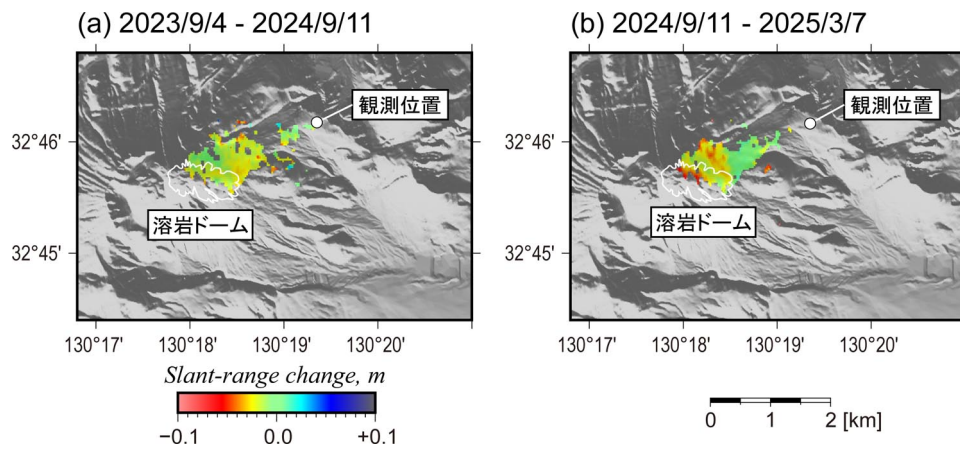 (a) 2023/9/4 - 2024/9/11
(b) 2024/9/11 - 2025/3/7
観測位置
観測位置
32°46'
32°46'
溶岩ドーム
溶岩ドーム
32°45'
32°45'
130°17' 130°18' 130°19' 130°20'
130°17' 130°18' 130°19' 130°20'
Slant-range change, m
−0.1 0.0 +0.1
0 1 2 [km]